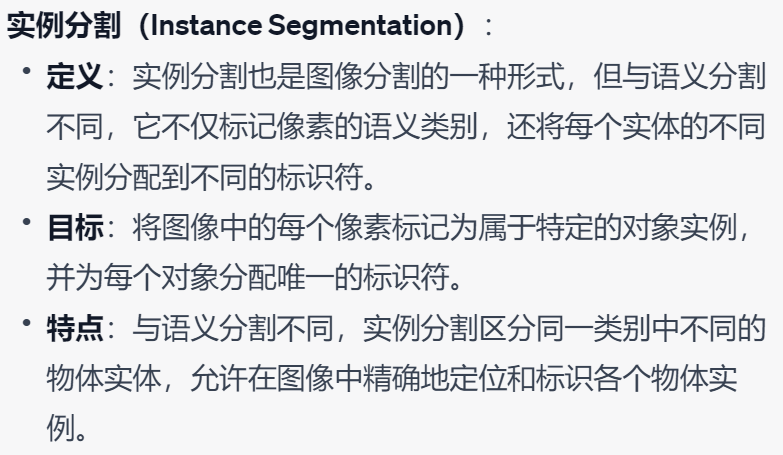 实例分割（Instance Segmentation）：
• 定义：实例分割也是图像分割的一种形式，但与语义分割
不同，它不仅标记像素的语义类别，还将每个实体的不同
实例分配到不同的标识符。
• 目标：将图像中的每个像素标记为属于特定的对象实例，
并为每个对象分配唯一的标识符。
• 特点：与语义分割不同，实例分割区分同一类别中不同的
物体实体，允许在图像中精确地定位和标识各个物体实
例。